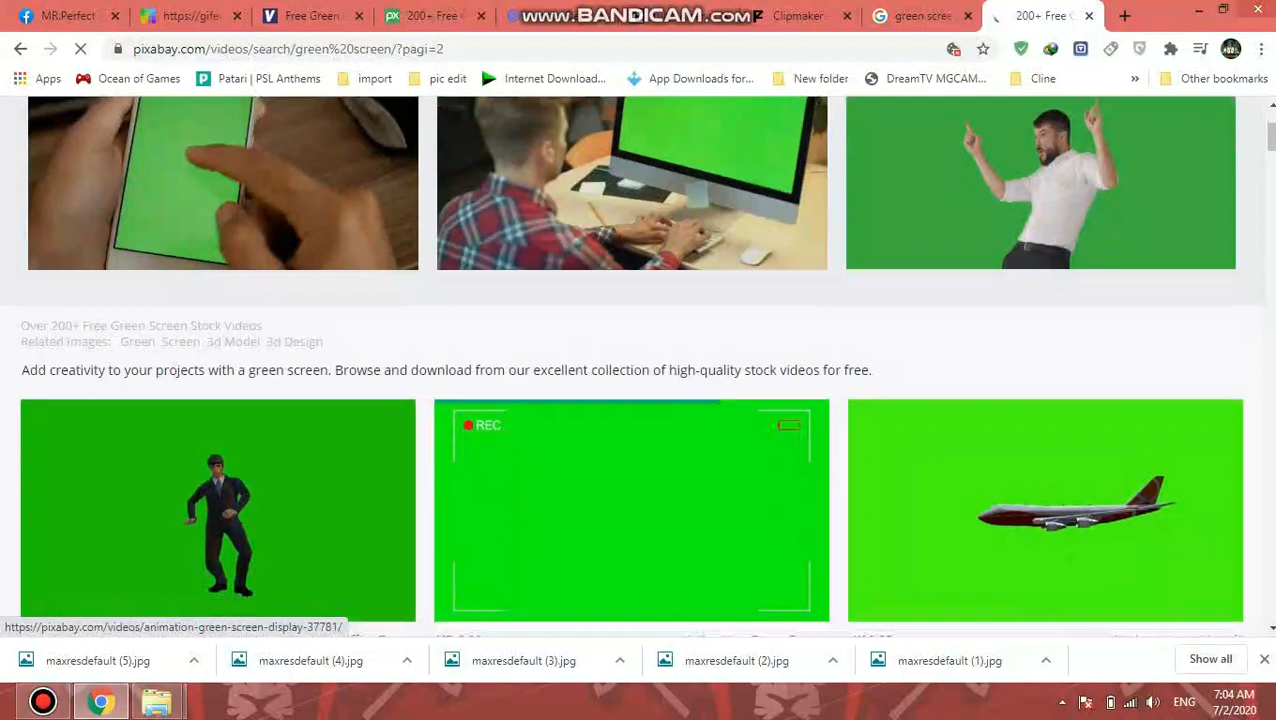 MR.Perfect
https://gife
Free Green
200+ Free
www.BANDICAM.com
Clipmaker
green scree
200+ Free
pixabay.com/videos/search/green%20screen/?pagi=2
Apps
Ocean of Games
Patari | PSL Anthems
import
pic edit
Internet Download...
App Downloads for...
New folder
DreamTV MGCAM...
Cline
Other bookmarks
Over 200+ Free Green Screen Stock Videos
Related Images: Green Screen 3d Model 3d Design
Add creativity to your projects with a green screen. Browse and download from our excellent collection of high-quality stock videos for free.
REC
https://pixabay.com/videos/animation-green-screen-display-37781/
maxresdefault (5).jpg
maxresdefault (4).jpg
maxresdefault (3).jpg
maxresdefault (2).jpg
maxresdefault (1).jpg
Show all
ENG
7:04 AM
7/2/2020